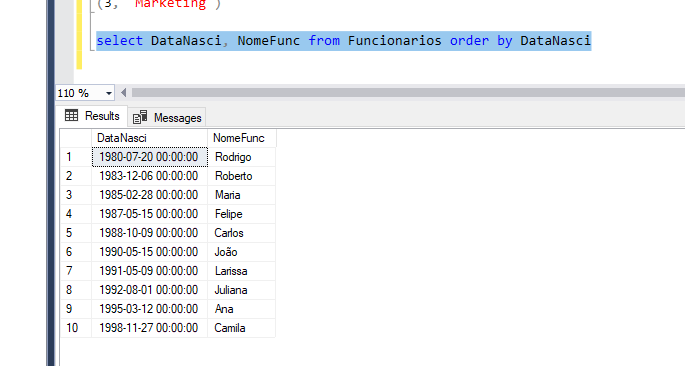 (3, 'Marketing')
select DataNasci, NomeFunc from Funcionarios order by DataNasci
110 %
Results Messages
DataNasci NomeFunc
1 1980-07-20 00:00:00 Rodrigo
2 1983-12-06 00:00:00 Roberto
3 1985-02-28 00:00:00 Maria
4 1987-05-15 00:00:00 Felipe
5 1988-10-09 00:00:00 Carlos
6 1990-05-15 00:00:00 João
7 1991-05-09 00:00:00 Larissa
8 1992-08-01 00:00:00 Juliana
9 1995-03-12 00:00:00 Ana
10 1998-11-27 00:00:00 Camila